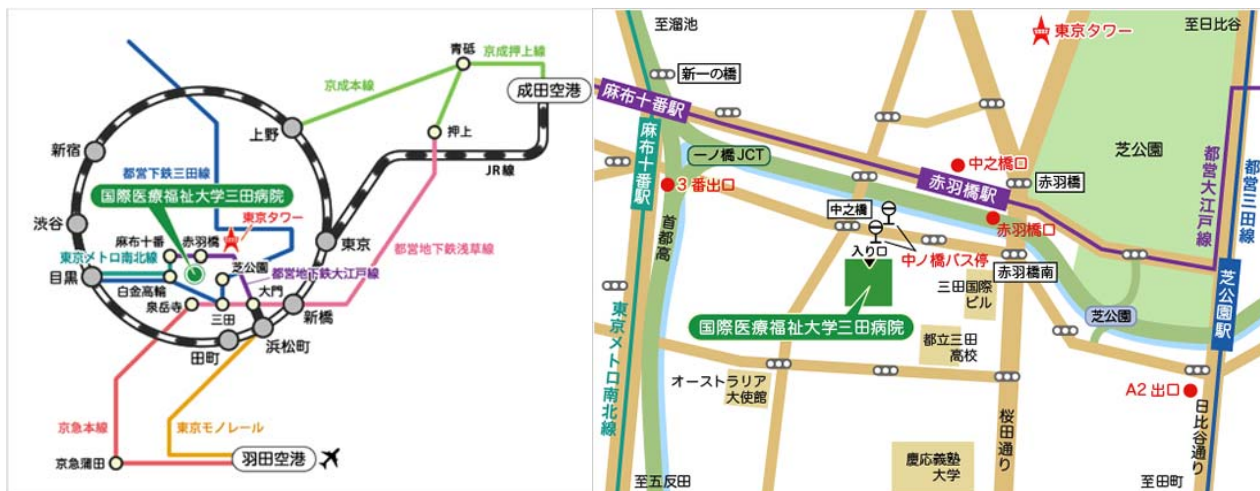 青砥
京成押上線
成田空港
京成本線
上野
押上
JR線
新宿
都営下鉄三田線
国際医療福祉大学三田病院
渋谷
東京タワー
麻布十番
赤羽橋
東京
都営地下鉄浅草線
東京メトロ南北線
芝公園
目黒
都営地下鉄大江戸線
白金高輪
大門
泉岳寺
三田
新橋
田町
浜松町
京急本線
東京モノレール
京急蒲田
羽田空港
至溜池
東京タワー
至日比谷
新一の橋
麻布十番駅
麻布十番駅
一ノ橋JCT
中之橋口
芝公園
赤羽橋駅
赤羽橋
都営大江戸線
都営三田線
3番出口
中之橋
赤羽橋口
首都高
入り口
中ノ橋バス停
赤羽橋南
三田国際
ビル
国際医療福祉大学三田病院
芝公園
芝公園駅
東京メトロ南北線
都立三田
高校
オーストラリア
大使館
A2出口
桜田通り
日比谷通り
慶応義塾
大学
至五反田
至田町